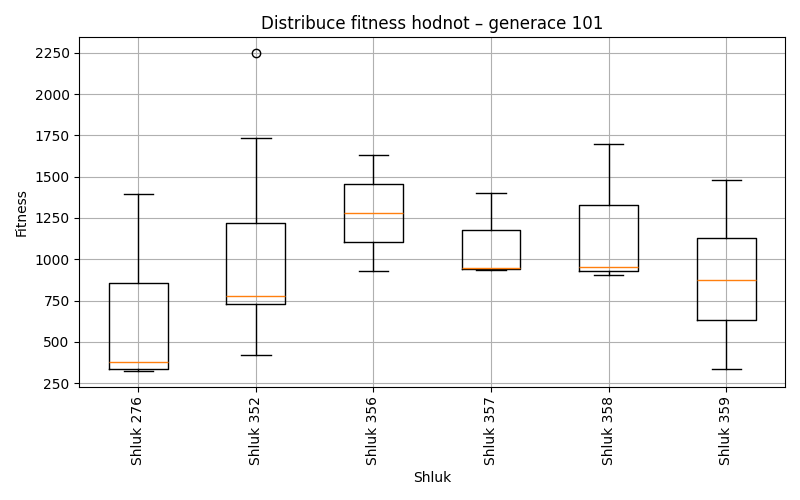 Distribuce fitness hodnot – generace 101
Fitness
2250
2000
1750
1500
1250
1000
750
500
250
Shluk 276
Shluk 352
Shluk 356
Shluk 357
Shluk 358
Shluk 359
Shluk